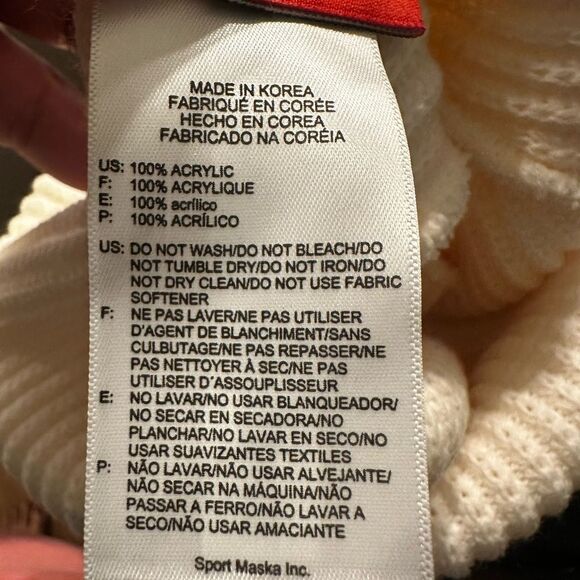 MADE IN KOREA
FABRIQUÉ EN CORÉE
HECHO EN COREA
FABRICADO NA CORÉIA
US: 100% ACRYLIC
F: 100% ACRYLIQUE
E: 100% acrílico
P: 100% ACRÍLICO
US: DO NOT WASH/DO NOT BLEACH/DO
NOT TUMBLE DRY/DO NOT IRON/DO
NOT DRY CLEAN/DO NOT USE FABRIC
SOFTENER
F: NE PAS LAVER/NE PAS UTILISER
D'AGENT DE BLANCHIMENT/SANS
CULBUTAGE/NE PAS REPASSER/NE
PAS NETTOYER À SEC/NE PAS
UTILISER D'ASSOUPLISSEUR
E: NO LAVAR/NO USAR BLANQUEADOR/
NO SECAR EN SECADORA/NO
PLANCHAR/NO LAVAR EN SECO/NO
USAR SUAVIZANTES TEXTILES
P: NÃO LAVAR/NÃO USAR ALVEJANTE/
NÃO SECAR NA MÁQUINA/NÃO
PASSAR A FERRO/NÃO LAVAR A
SECO/NÃO USAR AMACIANTE
Sport Maska Inc.